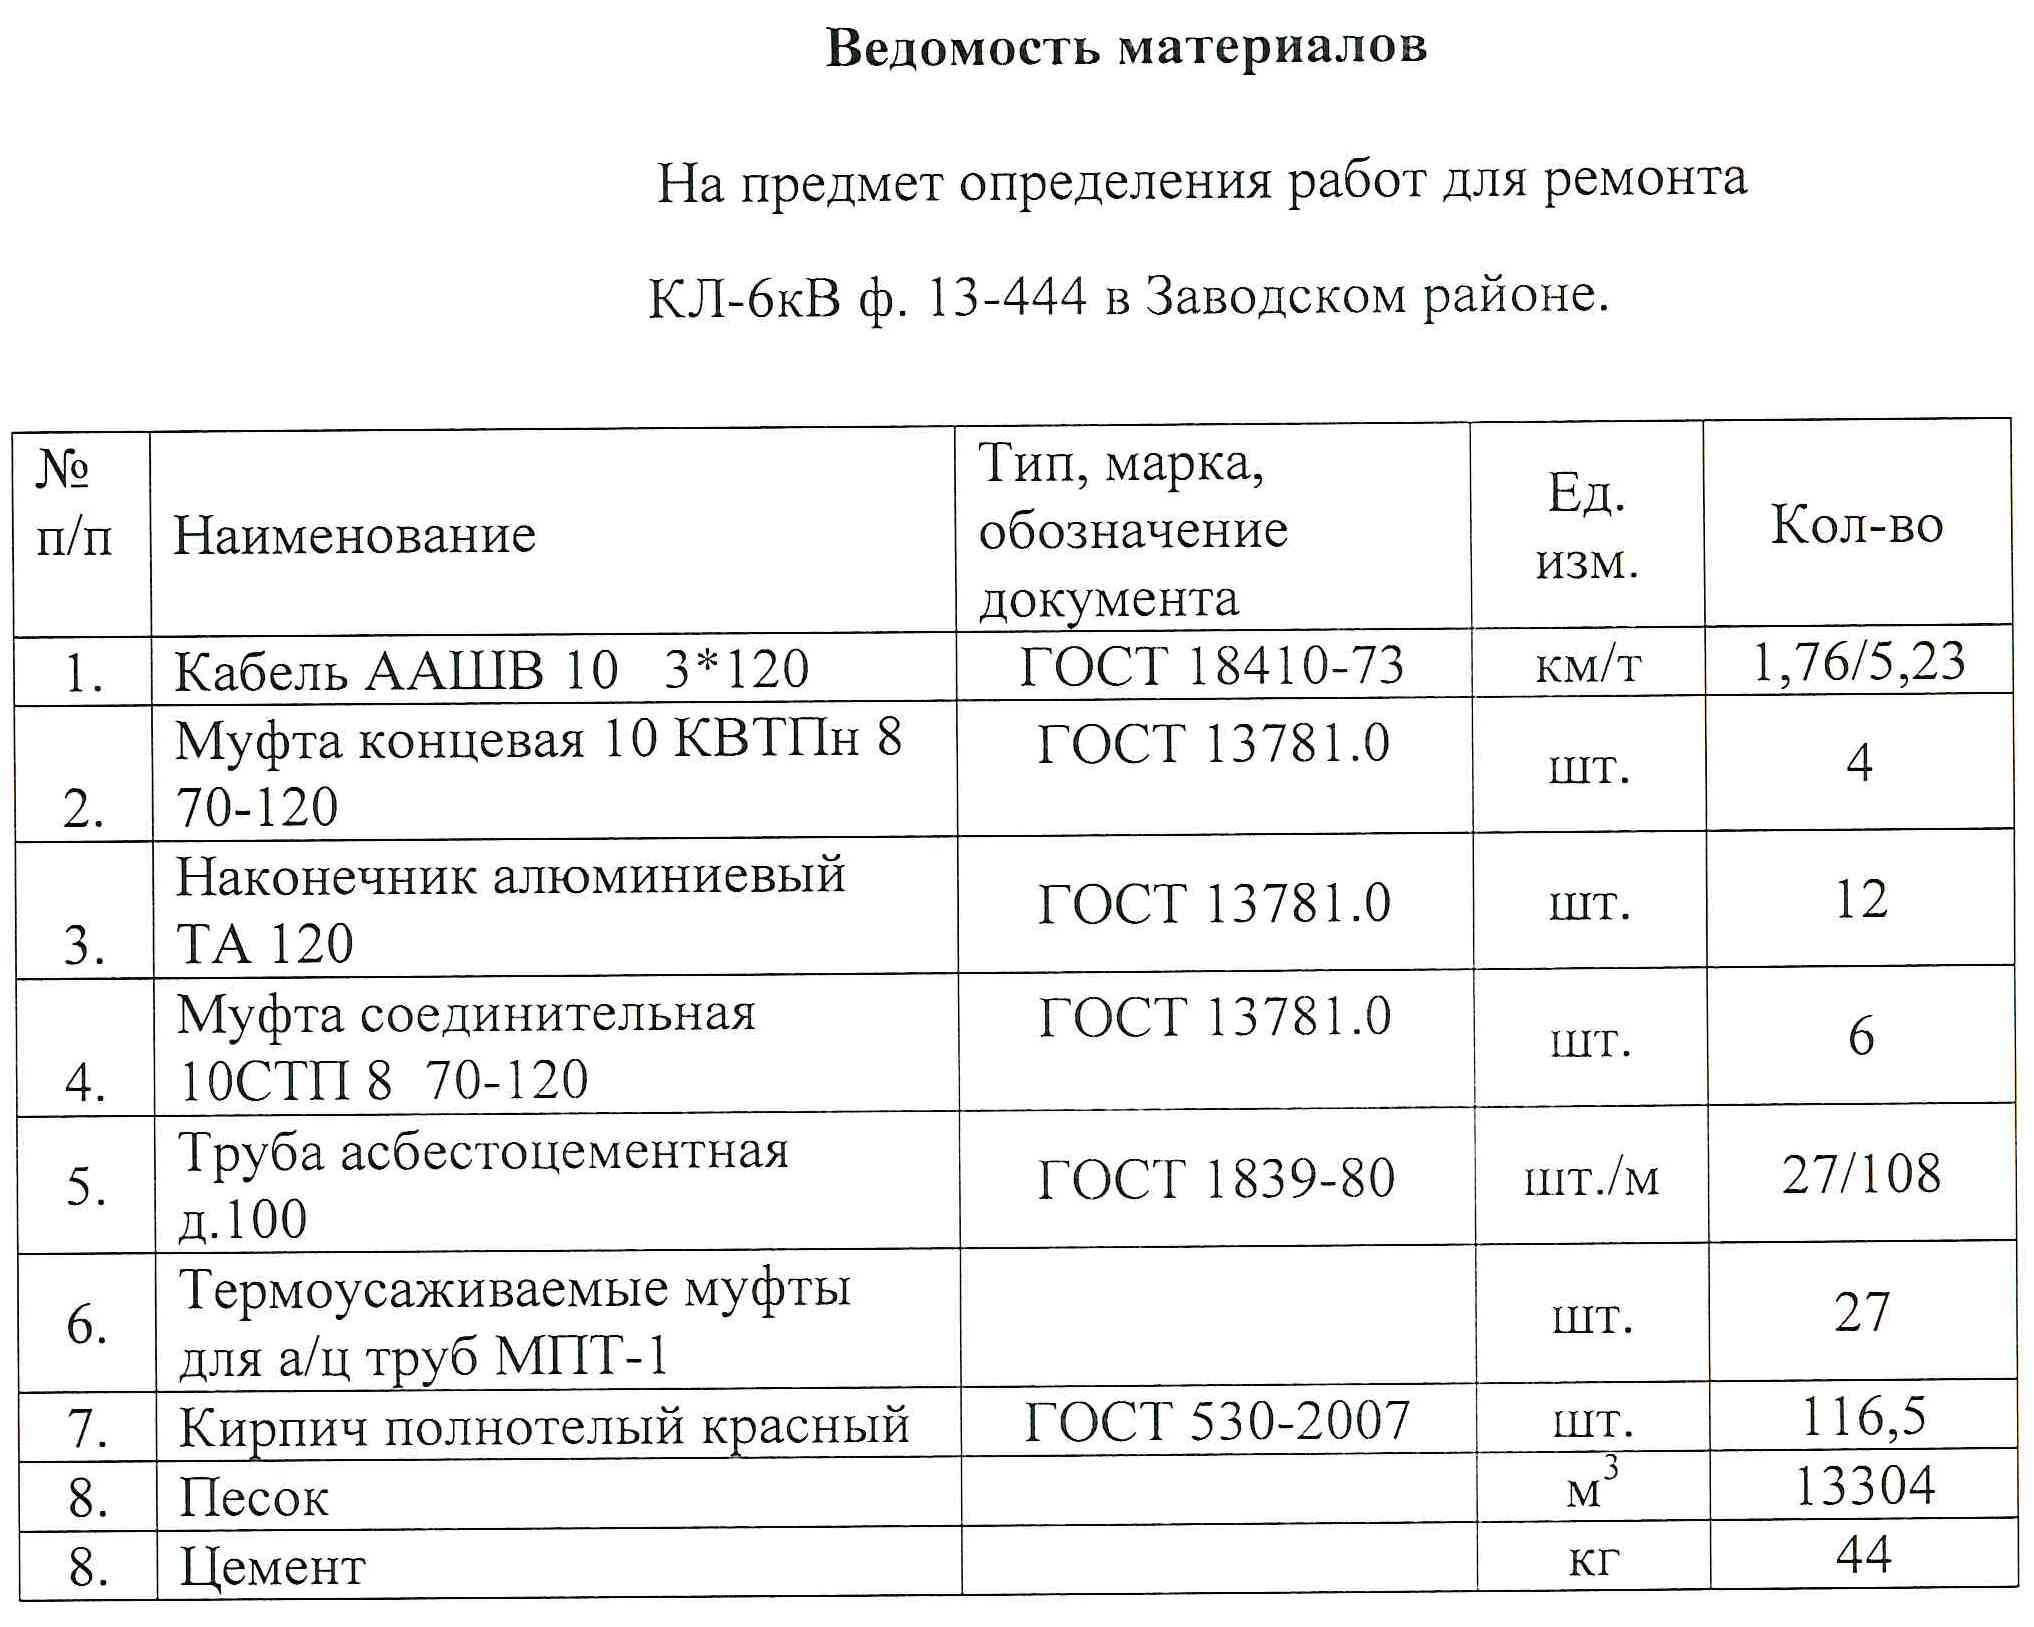 Ведомость материалов
На предмет определения работ для ремонта
КЛ-6кВ ф. 13-444 в Заводском районе.
№ п/п Наименование Тип, марка, обозначение документа Ед. изм. Кол-во
1. Кабель ААШВ 10 3*120 ГОСТ 18410-73 км/т 1,76/5,23
2. Муфта концевая 10 КВТПн 8 70-120 ГОСТ 13781.0 шт. 4
3. Наконечник алюминиевый ТА 120 ГОСТ 13781.0 шт. 12
4. Муфта соединительная 10СТП 8 70-120 ГОСТ 13781.0 шт. 6
5. Труба асбестоцементная д.100 ГОСТ 1839-80 шт./м 27/108
6. Термоусаживаемые муфты для а/ц труб МПТ-1 шт. 27
7. Кирпич полнотелый красный ГОСТ 530-2007 шт. 116,5
8. Песок м³ 13304
8. Цемент кг 44